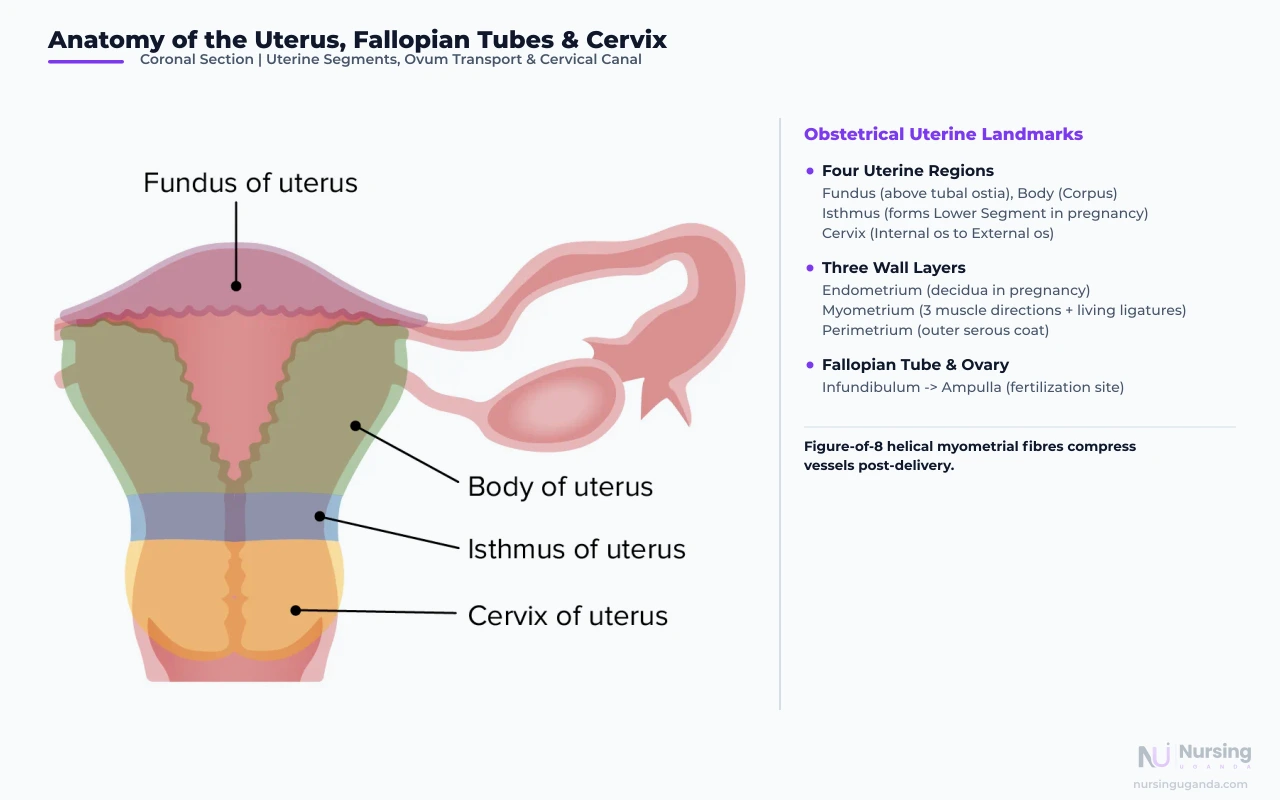 Anatomy of the Uterus, Fallopian Tubes & Cervix
Coronal Section | Uterine Segments, Ovum Transport & Cervical Canal
Fundus of uterus
Body of uterus
Isthmus of uterus
Cervix of uterus
Obstetrical Uterine Landmarks
Four Uterine Regions
Fundus (above tubal ostia), Body (Corpus)
Isthmus (forms Lower Segment in pregnancy)
Cervix (Internal os to External os)
Three Wall Layers
Endometrium (decidua in pregnancy)
Myometrium (3 muscle directions + living ligatures)
Perimetrium (outer serous coat)
Fallopian Tube & Ovary
Infundibulum -> Ampulla (fertilization site)
Figure-of-8 helical myometrial fibres compress
vessels post-delivery.
NU Nursing
UGANDA
nursinguganda.com